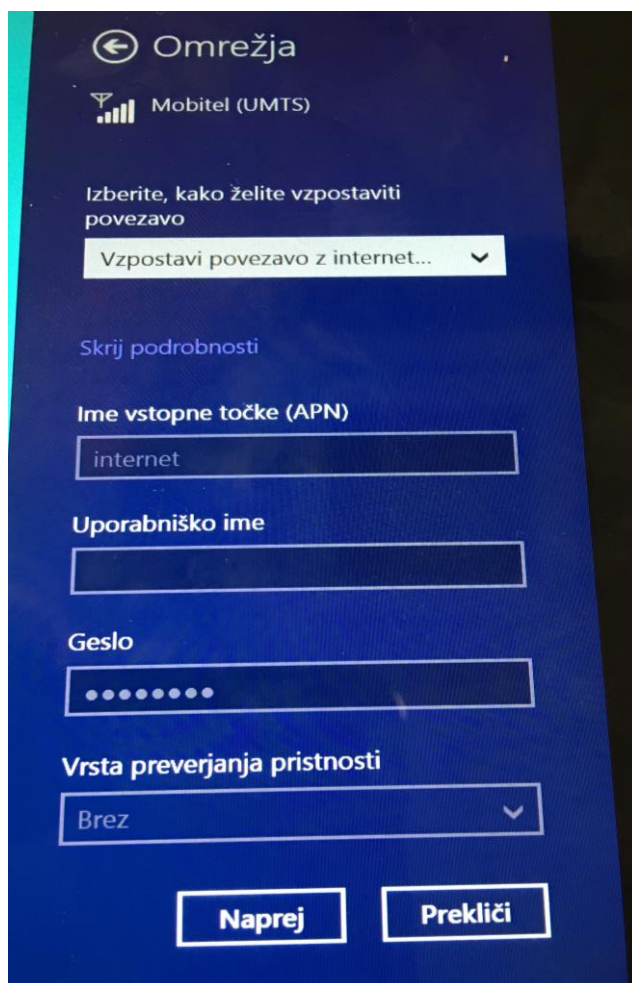 Omrežja
Mobitel (UMTS)
Izberite, kako želite vzpostaviti
povezavo
Vzpostavi povezavo z internet...
Skrij podrobnosti
Ime vstopne točke (APN)
internet
Uporabniško ime
Geslo
••••••••
Vrsta preverjanja pristnosti
Brez
Naprej
Prekliči